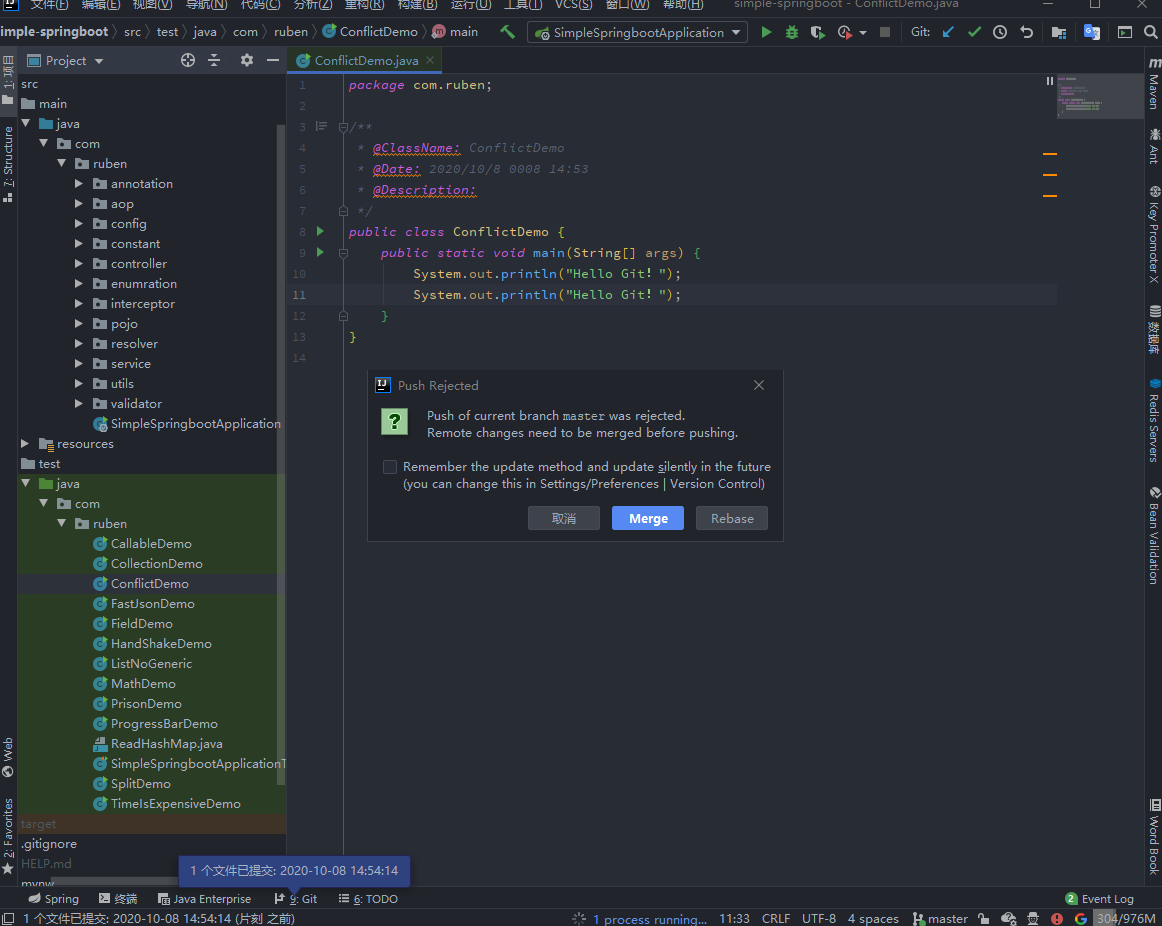 文件(F) 编辑(E) 视图(V) 导航(N) 代码(C) 分析(Z) 重构(R) 构建(B) 运行(U) 工具(T) VCS(S) 窗口(W) 帮助(H) simple-springboot - ConflictDemo.java
imple-springboot src test java com ruben ConflictDemo main SimpleSpringbootApplication Git:
1: 项目
7: Structure
Web
2: Favorites
Project
src
main
java
com
ruben
annotation
aop
config
constant
controller
enumration
interceptor
pojo
resolver
service
utils
validator
SimpleSpringbootApplication
resources
test
java
com
ruben
CallableDemo
CollectionDemo
ConflictDemo
FastJsonDemo
FieldDemo
HandShakeDemo
ListNoGeneric
MathDemo
PrisonDemo
ProgressBarDemo
ReadHashMap.java
SimpleSpringbootApplicationT
SplitDemo
TimeIsExpensiveDemo
target
.gitignore
HELP.md
ConflictDemo.java
1 package com.ruben;
2
3 /**
4 * @ClassName: ConflictDemo
5 * @Date: 2020/10/8 0008 14:53
6 * @Description:
7 */
8 public class ConflictDemo {
9 public static void main(String[] args) {
10 System.out.println("Hello Git！");
11 System.out.println("Hello Git！");
12 }
13 }
14
Push Rejected
Push of current branch master was rejected.
Remote changes need to be merged before pushing.
Remember the update method and update silently in the future
(you can change this in Settings/Preferences | Version Control)
取消 Merge Rebase
Maven
Ant
Key Promoter X
数据库
Redis Servers
Bean Validation
Word Book
1 个文件已提交: 2020-10-08 14:54:14
Spring 终端 Java Enterprise 9: Git 6: TODO 2 Event Log
1 个文件已提交: 2020-10-08 14:54:14 (片刻 之前) 1 process running... 11:33 CRLF UTF-8 4 spaces master 304/976M